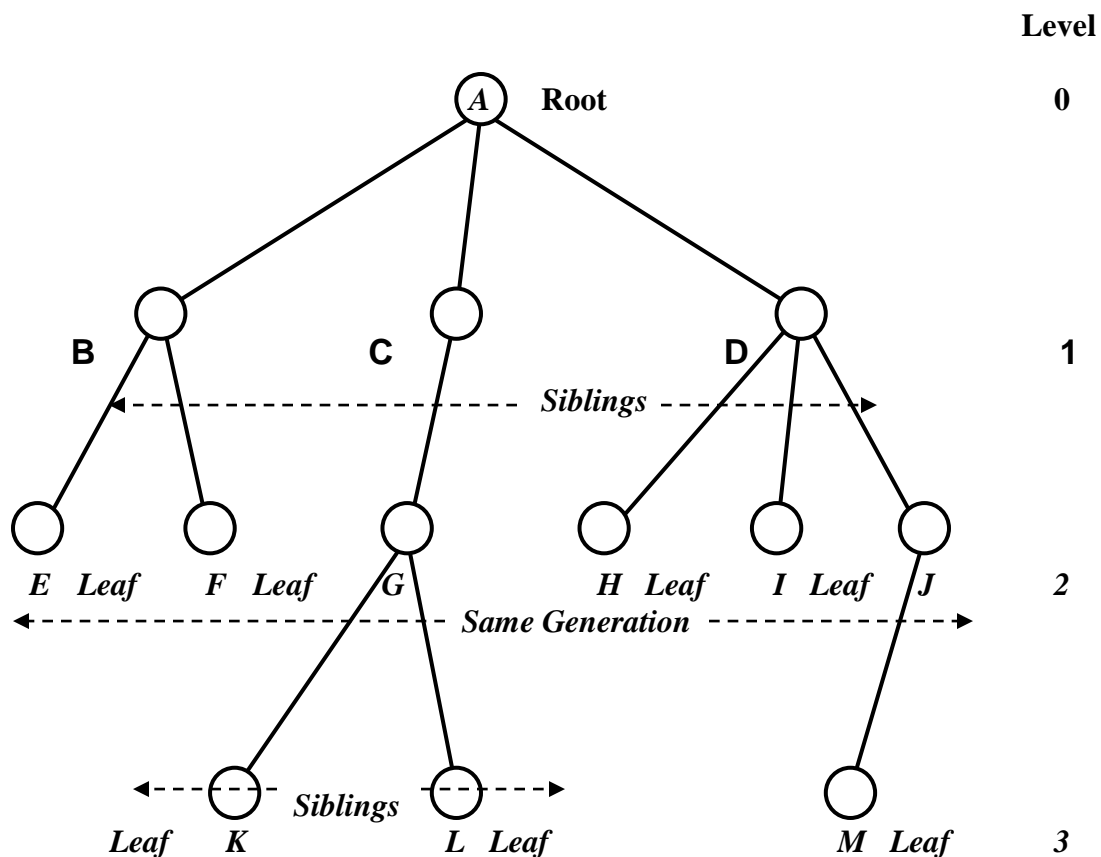 Level
A Root 0
B C D 1
Siblings
E Leaf F Leaf G H Leaf I Leaf J 2
Same Generation
Siblings
Leaf K L Leaf M Leaf 3